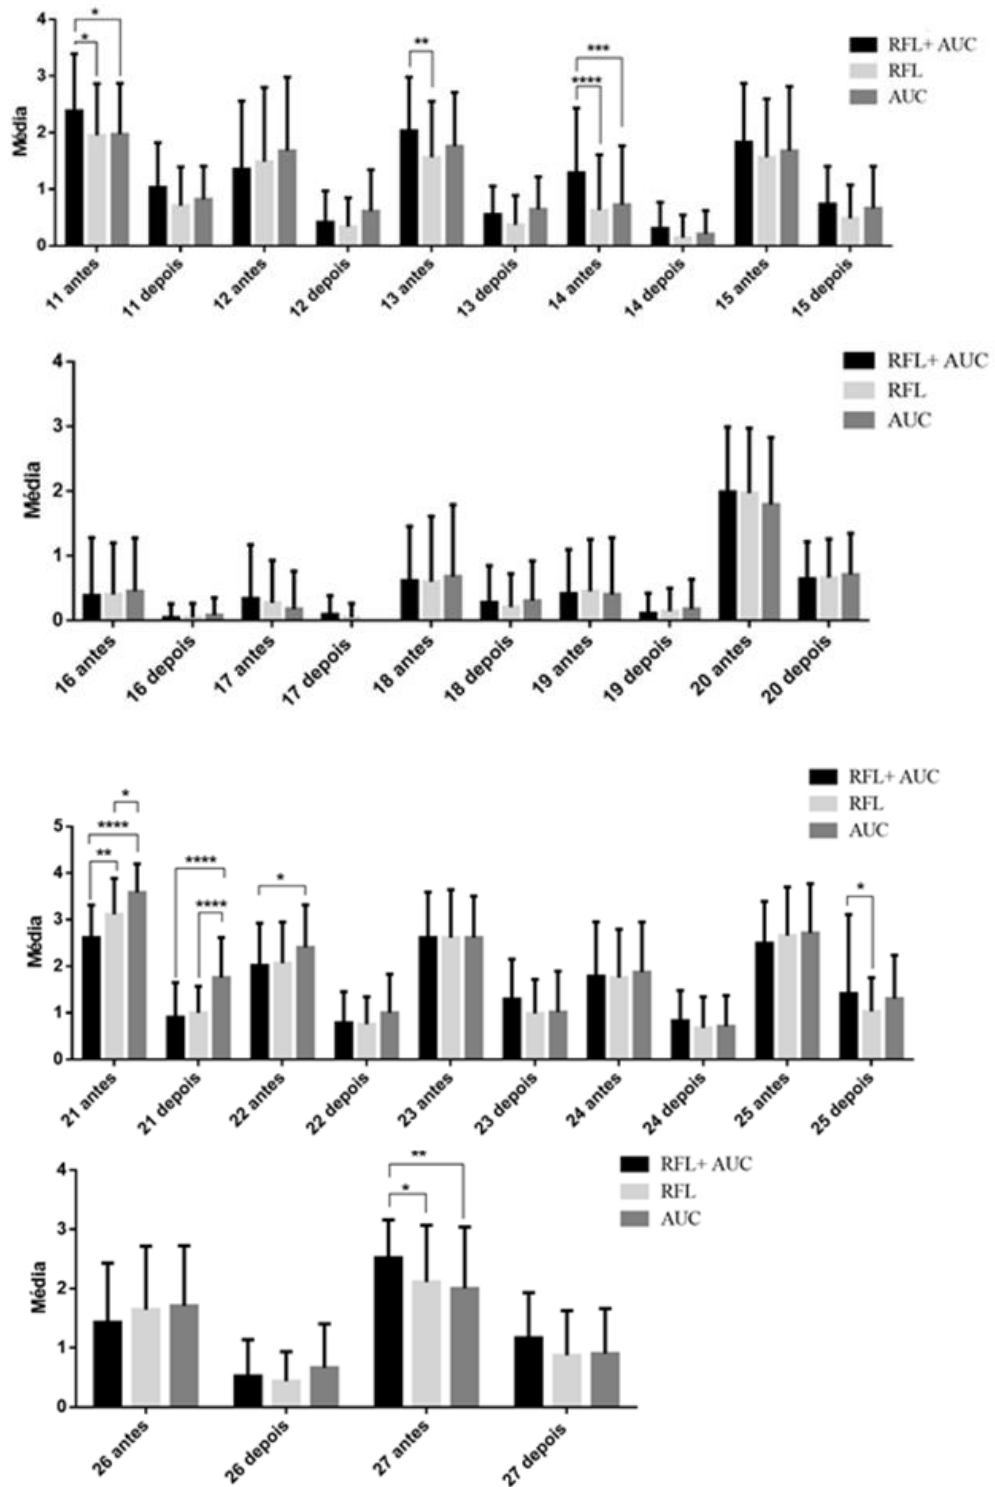 4
3
2
1
0
Média
*
*
**
***
****
RFL+ AUC
RFL
AUC
11 antes
11 depois
12 antes
12 depois
13 antes
13 depois
14 antes
14 depois
15 antes
15 depois
4
3
2
1
0
Média
RFL+ AUC
RFL
AUC
16 antes
16 depois
17 antes
17 depois
18 antes
18 depois
19 antes
19 depois
20 antes
20 depois
5
4
3
2
1
0
Média
*
****
**
****
****
*
*
RFL+ AUC
RFL
AUC
21 antes
21 depois
22 antes
22 depois
23 antes
23 depois
24 antes
24 depois
25 antes
25 depois
4
3
2
1
0
Média
**
*
RFL+ AUC
RFL
AUC
26 antes
26 depois
27 antes
27 depois